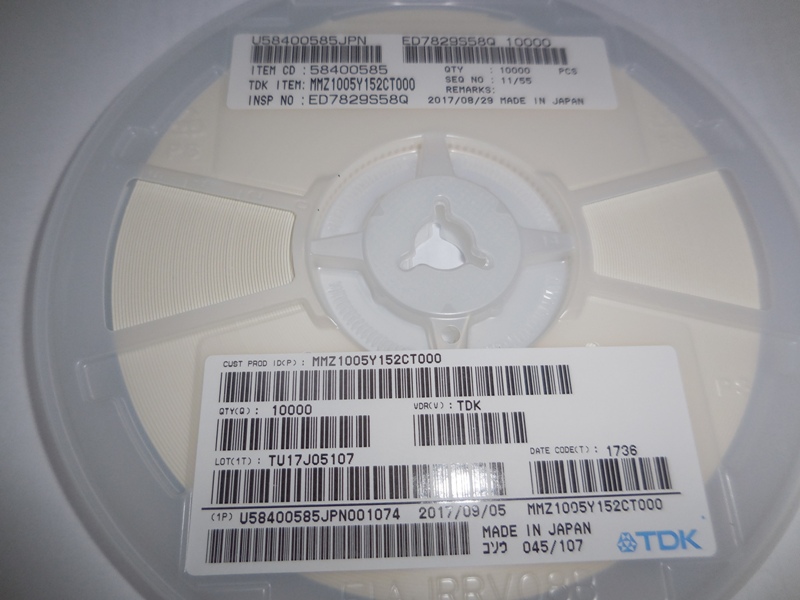 U58400585JPN ED7829S58Q 10000
ITEM CD : 58400585 QTY : 10000 PCS
TDK ITEM: MMZ1005Y152CT000 SEQ NO : 11/55
REMARKS:
INSP NO : ED7829S58Q 2017/08/29 MADE IN JAPAN
CUST PROD ID(P) : MMZ1005Y152CT000
QTY(Q) : 10000 VDR(V) : TDK
LOT(1T) : TU17J05107 DATE CODE(T) : 1736
(1P) U58400585JPN001074 2017/09/05 MMZ1005Y152CT000
MADE IN JAPAN
コソウ 045/107 TDK